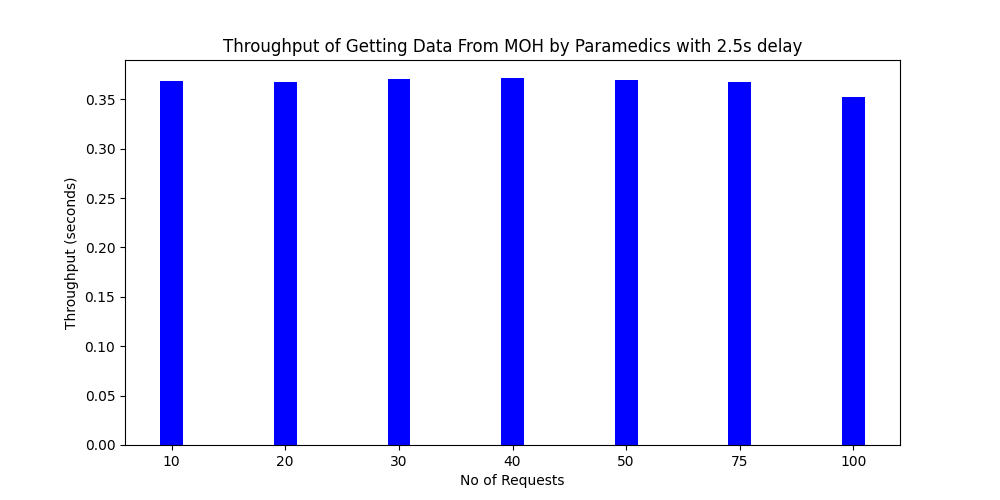 Throughput of Getting Data From MOH by Paramedics with 2.5s delay
Throughput (seconds)
0.35
0.30
0.25
0.20
0.15
0.10
0.05
0.00
10 20 30 40 50 75 100
No of Requests